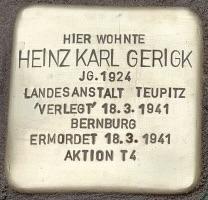 HIER WOHNTE
HEINZ KARL GERIGK
JG. 1924
LANDESANSTALT TEUPITZ
'VERLEGT' 18.3.1941
BERNBURG
ERMORDET 18.3.1941
AKTION T4